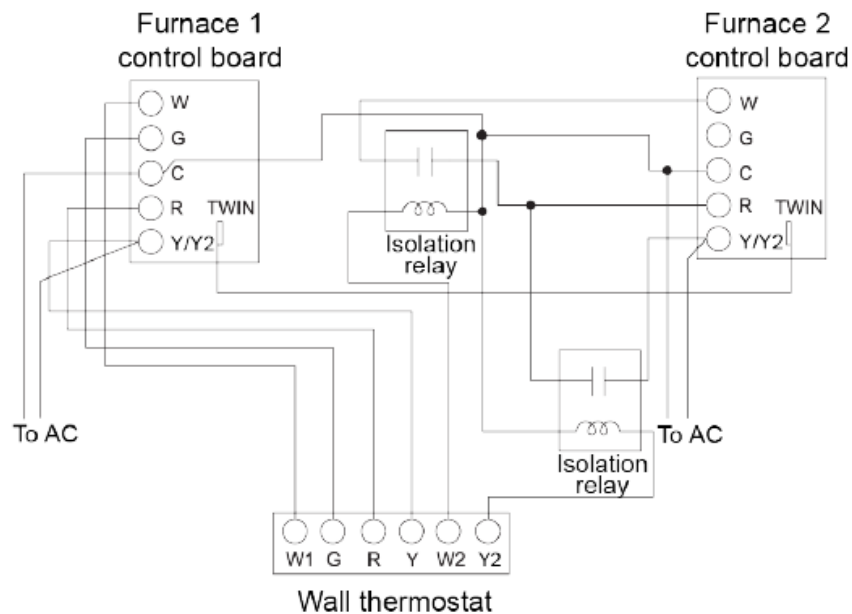 Furnace 1
control board
Furnace 2
control board
W
G
C
R
TWIN
Y/Y2
W
G
C
R
TWIN
Y/Y2
Isolation
relay
To AC
To AC
Isolation
relay
W1 G R Y W2 Y2
Wall thermostat